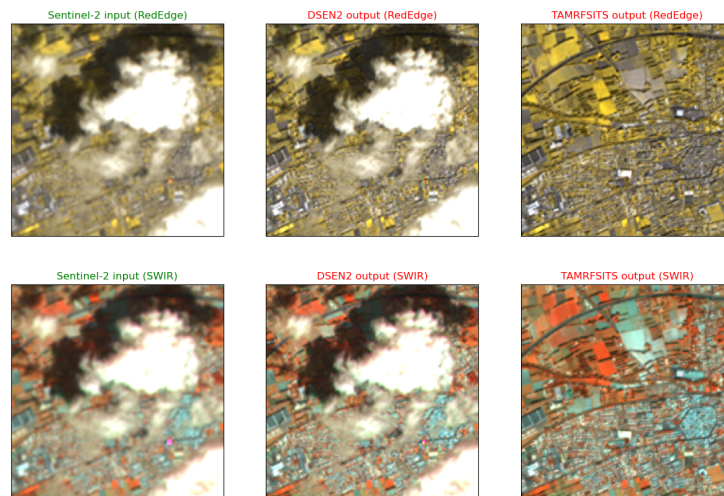 Sentinel-2 input (RedEdge)
DSEN2 output (RedEdge)
TAMRFSITS output (RedEdge)
Sentinel-2 input (SWIR)
DSEN2 output (SWIR)
TAMRFSITS output (SWIR)